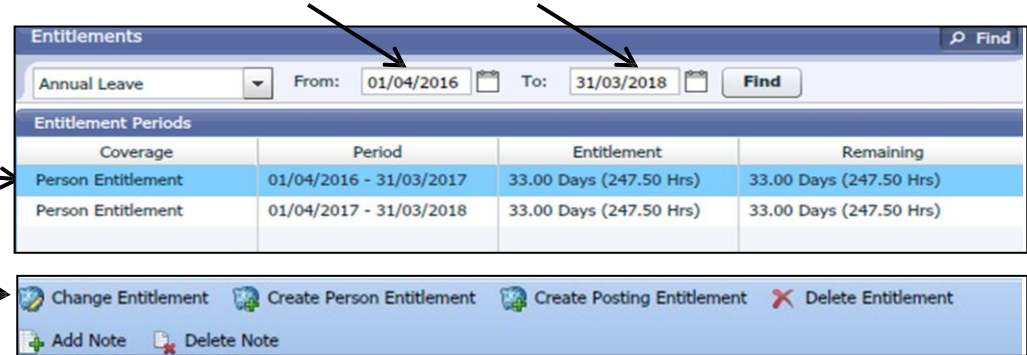 Entitlements Find
Annual Leave From: 01/04/2016 To: 31/03/2018 Find
Entitlement Periods
Coverage Period Entitlement Remaining
Person Entitlement 01/04/2016 - 31/03/2017 33.00 Days (247.50 Hrs) 33.00 Days (247.50 Hrs)
Person Entitlement 01/04/2017 - 31/03/2018 33.00 Days (247.50 Hrs) 33.00 Days (247.50 Hrs)
Change Entitlement Create Person Entitlement Create Posting Entitlement Delete Entitlement
Add Note Delete Note